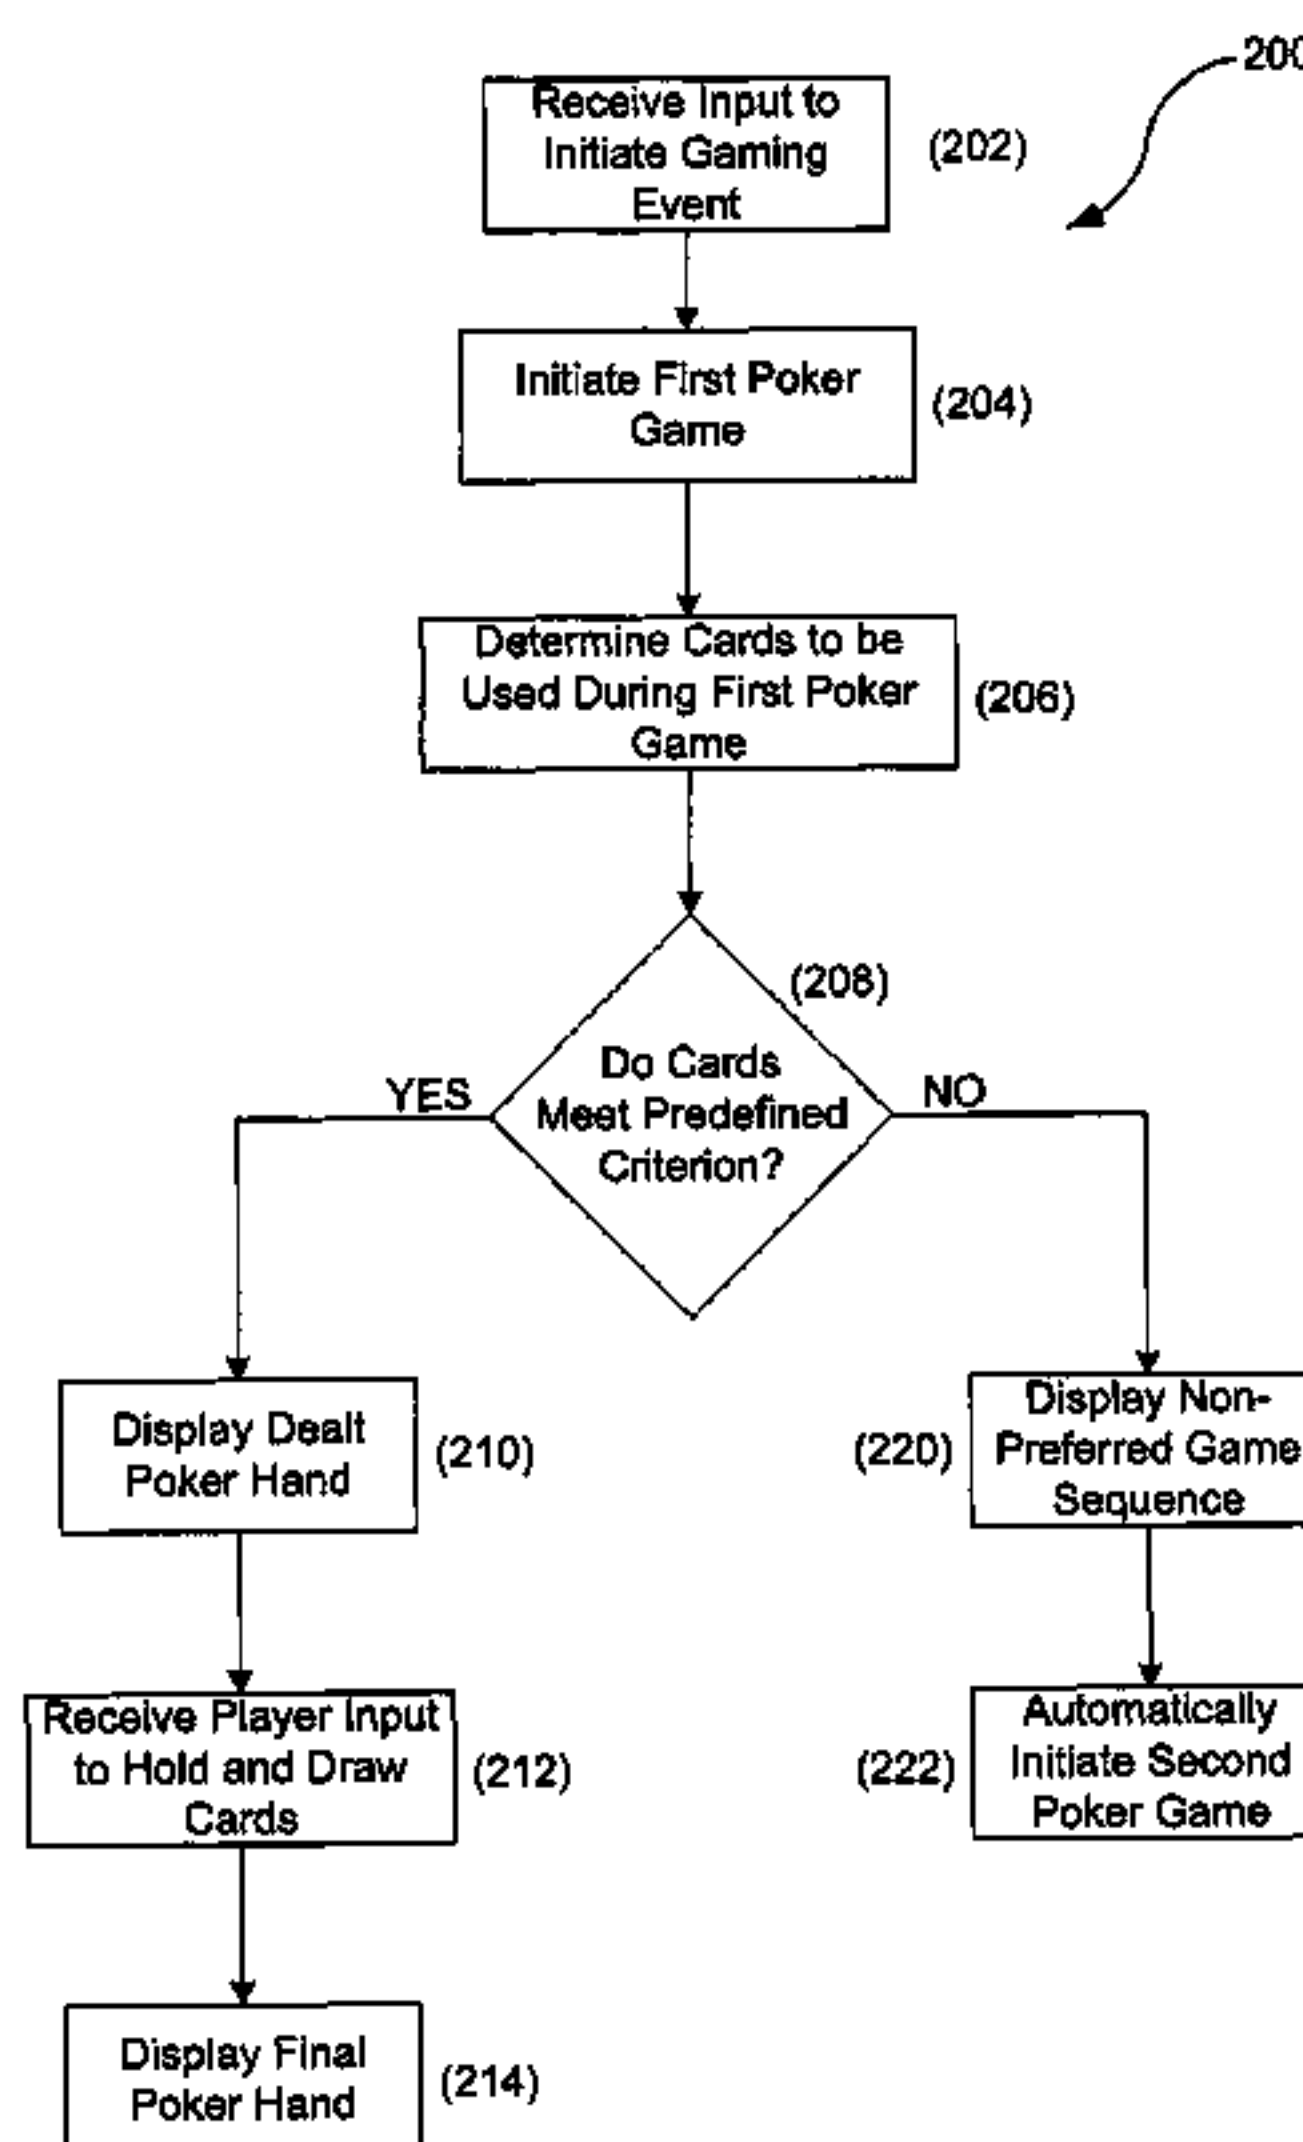 200
Receive Input to
Initiate Gaming
Event
(202)
Initiate First Poker
Game
(204)
Determine Cards to be
Used During First Poker
Game
(206)
(208)
Do Cards
Meet Predefined
Criterion?
YES
NO
Display Dealt
Poker Hand
(210)
Receive Player Input
to Hold and Draw
Cards
(212)
Display Final
Poker Hand
(214)
Display Non-
Preferred Game
Sequence
(220)
Automatically
Initiate Second
Poker Game
(222)